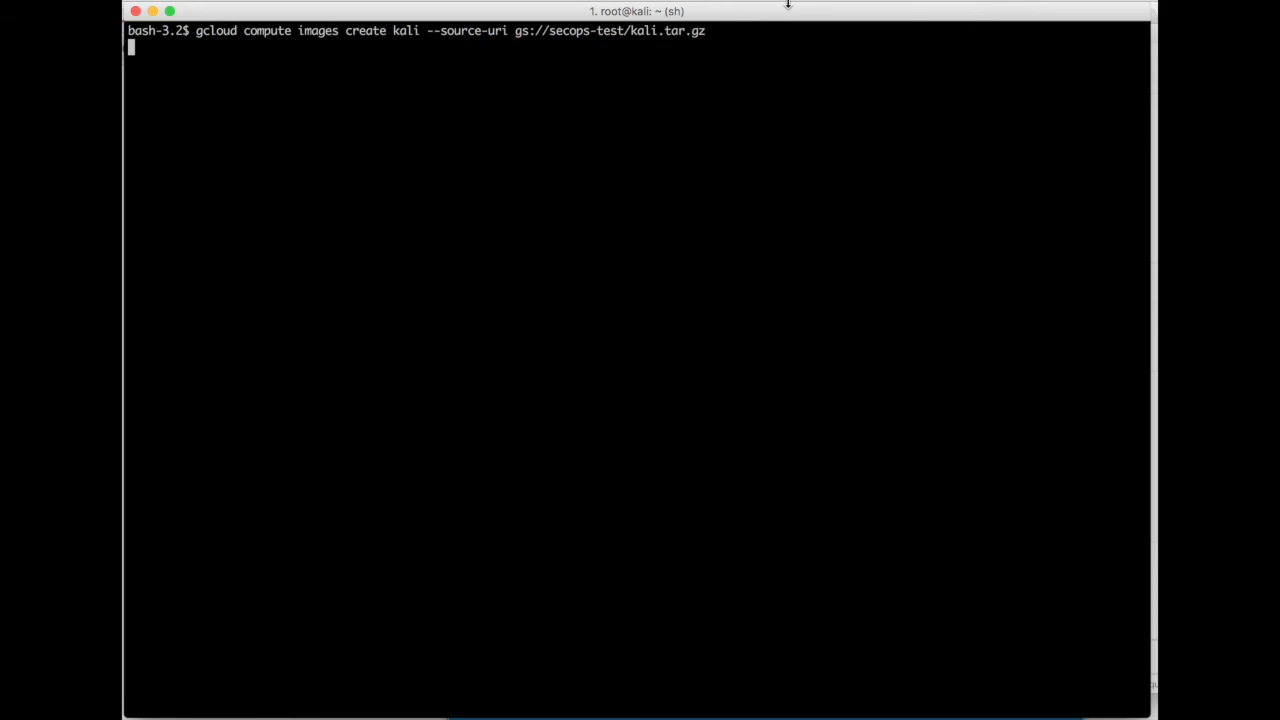 1. root@kali: ~ (sh)
bash-3.2$ gcloud compute images create kali --source-uri gs://secops-test/kali.tar.gz